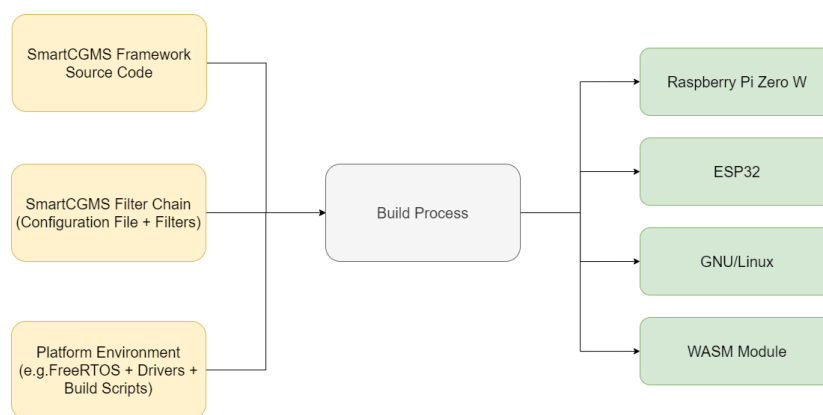 SmartCGMS Framework
Source Code
SmartCGMS Filter Chain
(Configuration File + Filters)
Platform Environment
(e.g.FreeRTOS + Drivers +
Build Scripts)
Build Process
Raspberry Pi Zero W
ESP32
GNU/Linux
WASM Module